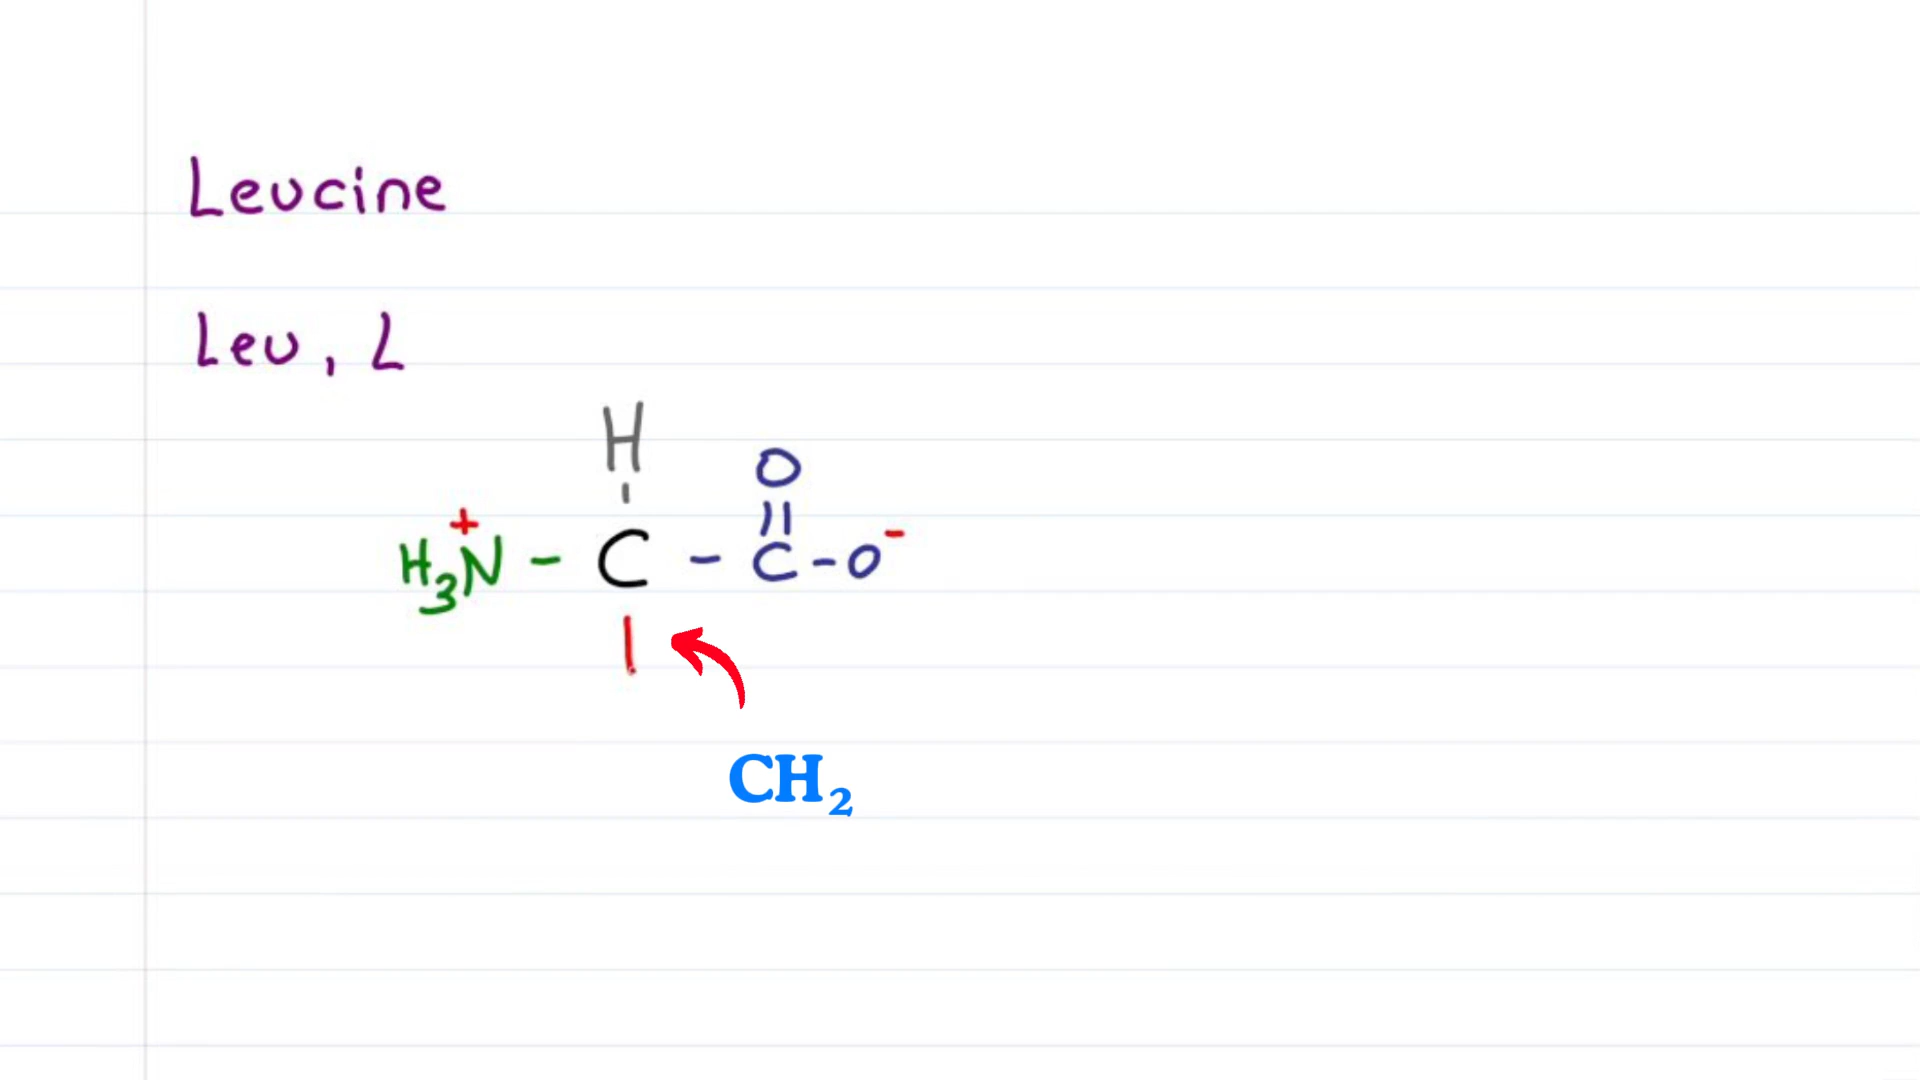 Leucine
Leu, L
H
O
H₃N⁺ - C - C - O⁻
CH₂